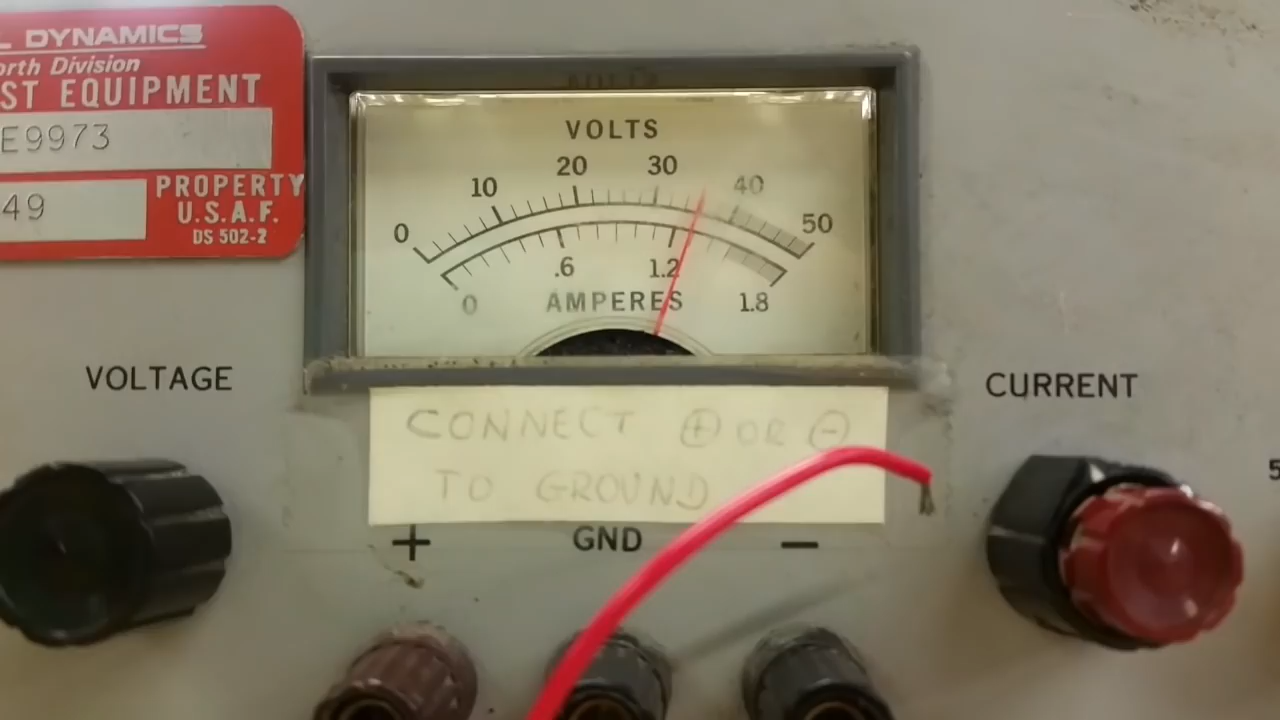 L DYNAMICS
orth Division
ST EQUIPMENT
E9973
49
PROPERTY
U.S.A.F.
DS 502-2
VOLTS
0 10 20 30 40 50
.6 1.2
0 AMPERES 1.8
VOLTAGE
CURRENT
CONNECT ⊕ OR ⊖
TO GROUND
+ GND −
5